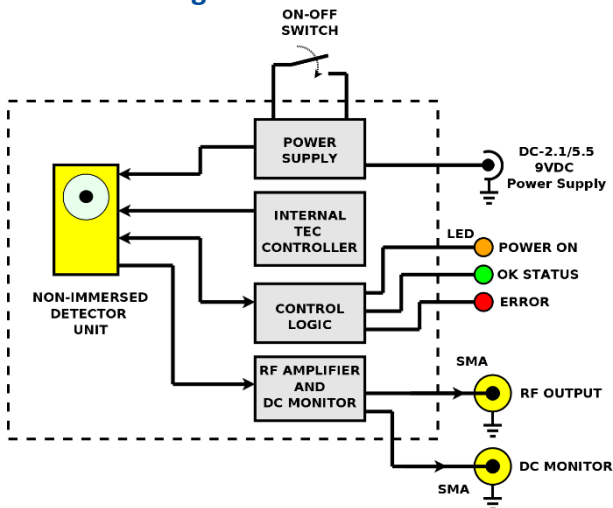 ON-OFF
SWITCH
POWER
SUPPLY
DC-2.1/5.5
9VDC
Power Supply
INTERNAL
TEC
CONTROLLER
LED
POWER ON
OK STATUS
ERROR
NON-IMMERSED
DETECTOR
UNIT
CONTROL
LOGIC
RF AMPLIFIER
AND
DC MONITOR
SMA
RF OUTPUT
DC MONITOR
SMA